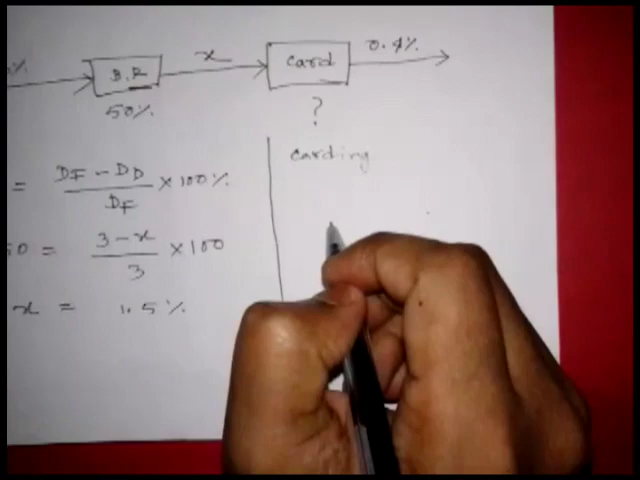 % B.R x card 0.4%
50% ?
carding
= DF - DD / DF × 100%
50 = 3 - x / 3 × 100
x = 1.5%